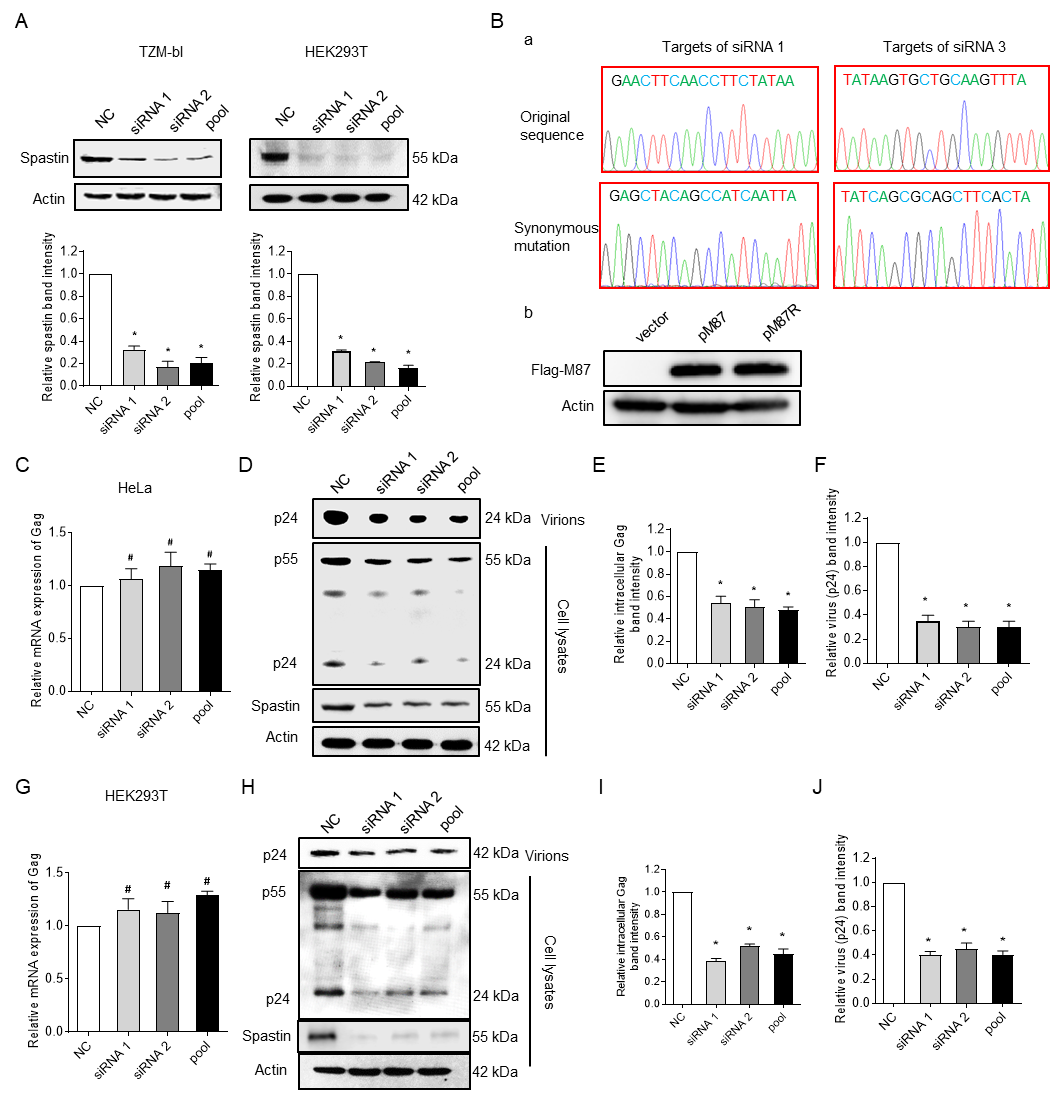 A
TZM-bl
HEK293T
NC
siRNA 1
siRNA 2
pool
NC
siRNA 1
siRNA 2
pool
Spastin
55 kDa
Actin
42 kDa
Relative spastin band intensity
1.2
1.0
0.8
0.6
0.4
0.2
0.0
*
*
*
NC
siRNA 1
siRNA 2
pool
Relative spastin band intensity
1.2
1.0
0.8
0.6
0.4
0.2
0.0
*
*
*
NC
siRNA 1
siRNA 2
pool
B
a
Targets of siRNA 1
Targets of siRNA 3
Original
sequence
GAACTTCAACCTTCTATAA
TATAAGTGCTGCAAGTTTA
Synonymous
mutation
GAGCTACAGCCATCAATTA
TATCAGCGCAGCTTCACTA
b
vector
pM87
pM87R
Flag-M87
Actin
C
HeLa
Relative mRNA expression of Gag
1.5
1.0
0.5
0.0
#
#
#
NC
siRNA 1
siRNA 2
pool
D
NC
siRNA 1
siRNA 2
pool
p24
24 kDa
Virions
p55
55 kDa
p24
24 kDa
Spastin
55 kDa
Actin
42 kDa
Cell lysates
E
Relative intracellular Gag
band intensity
1.2
1.0
0.8
0.6
0.4
0.2
0.0
*
*
*
NC
siRNA 1
siRNA 2
pool
F
Relative virus (p24) band intensity
1.2
1.0
0.8
0.6
0.4
0.2
0.0
*
*
*
NC
siRNA 1
siRNA 2
pool
G
HEK293T
Relative mRNA expression of Gag
1.5
1.0
0.5
0.0
#
#
#
NC
siRNA 1
siRNA 2
pool
H
NC
siRNA 1
siRNA 2
pool
p24
42 kDa
Virions
p55
55 kDa
p24
24 kDa
Spastin
55 kDa
Actin
42 kDa
Cell lysates
I
Relative intracellular Gag
band intensity
1.2
1.0
0.8
0.6
0.4
0.2
0.0
*
*
*
NC
siRNA 1
siRNA 2
pool
J
Relative virus (p24) band intensity
1.2
1.0
0.8
0.6
0.4
0.2
0.0
*
*
*
NC
siRNA 1
siRNA 2
pool